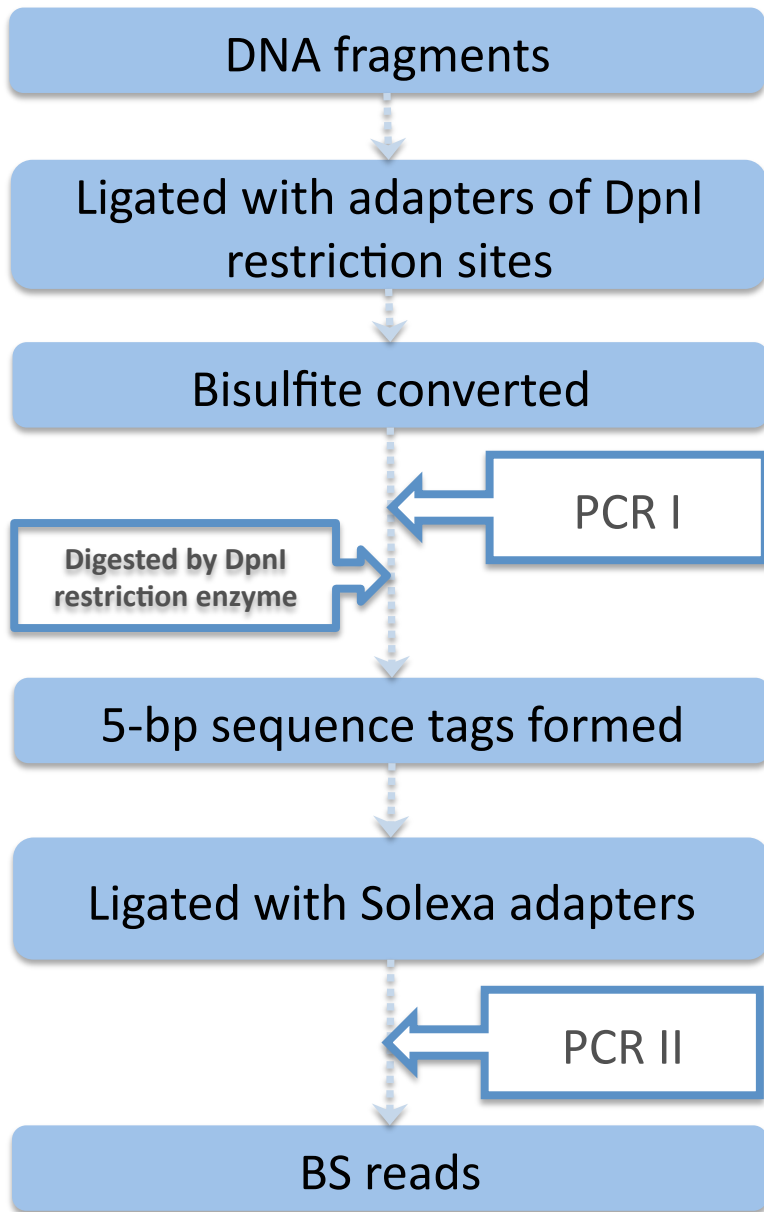 DNA fragments
Ligated with adapters of DpnI
restriction sites
Bisulfite converted
PCR I
Digested by DpnI
restriction enzyme
5-bp sequence tags formed
Ligated with Solexa adapters
PCR II
BS reads